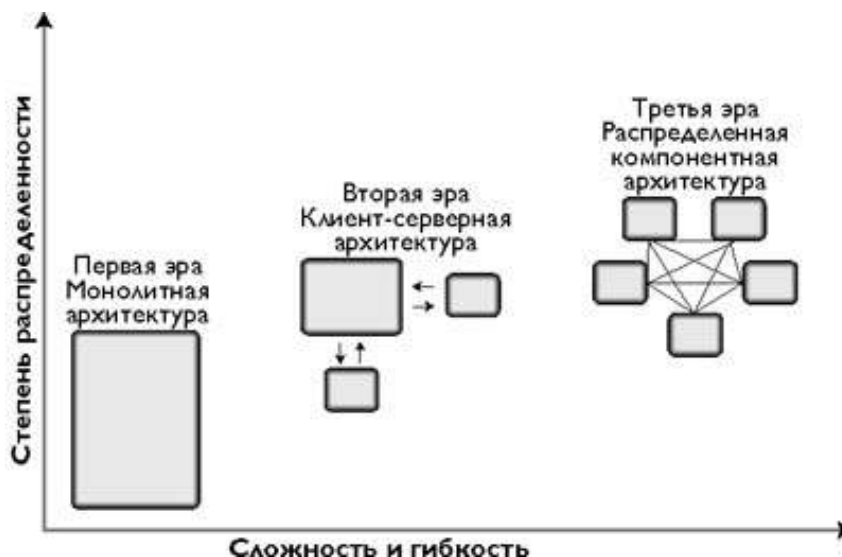 Степень распределенности
Первая эра
Монолитная
архитектура
Вторая эра
Клиент-серверная
архитектура
Третья эра
Распределенная
компонентная
архитектура
Сложность и гибкость